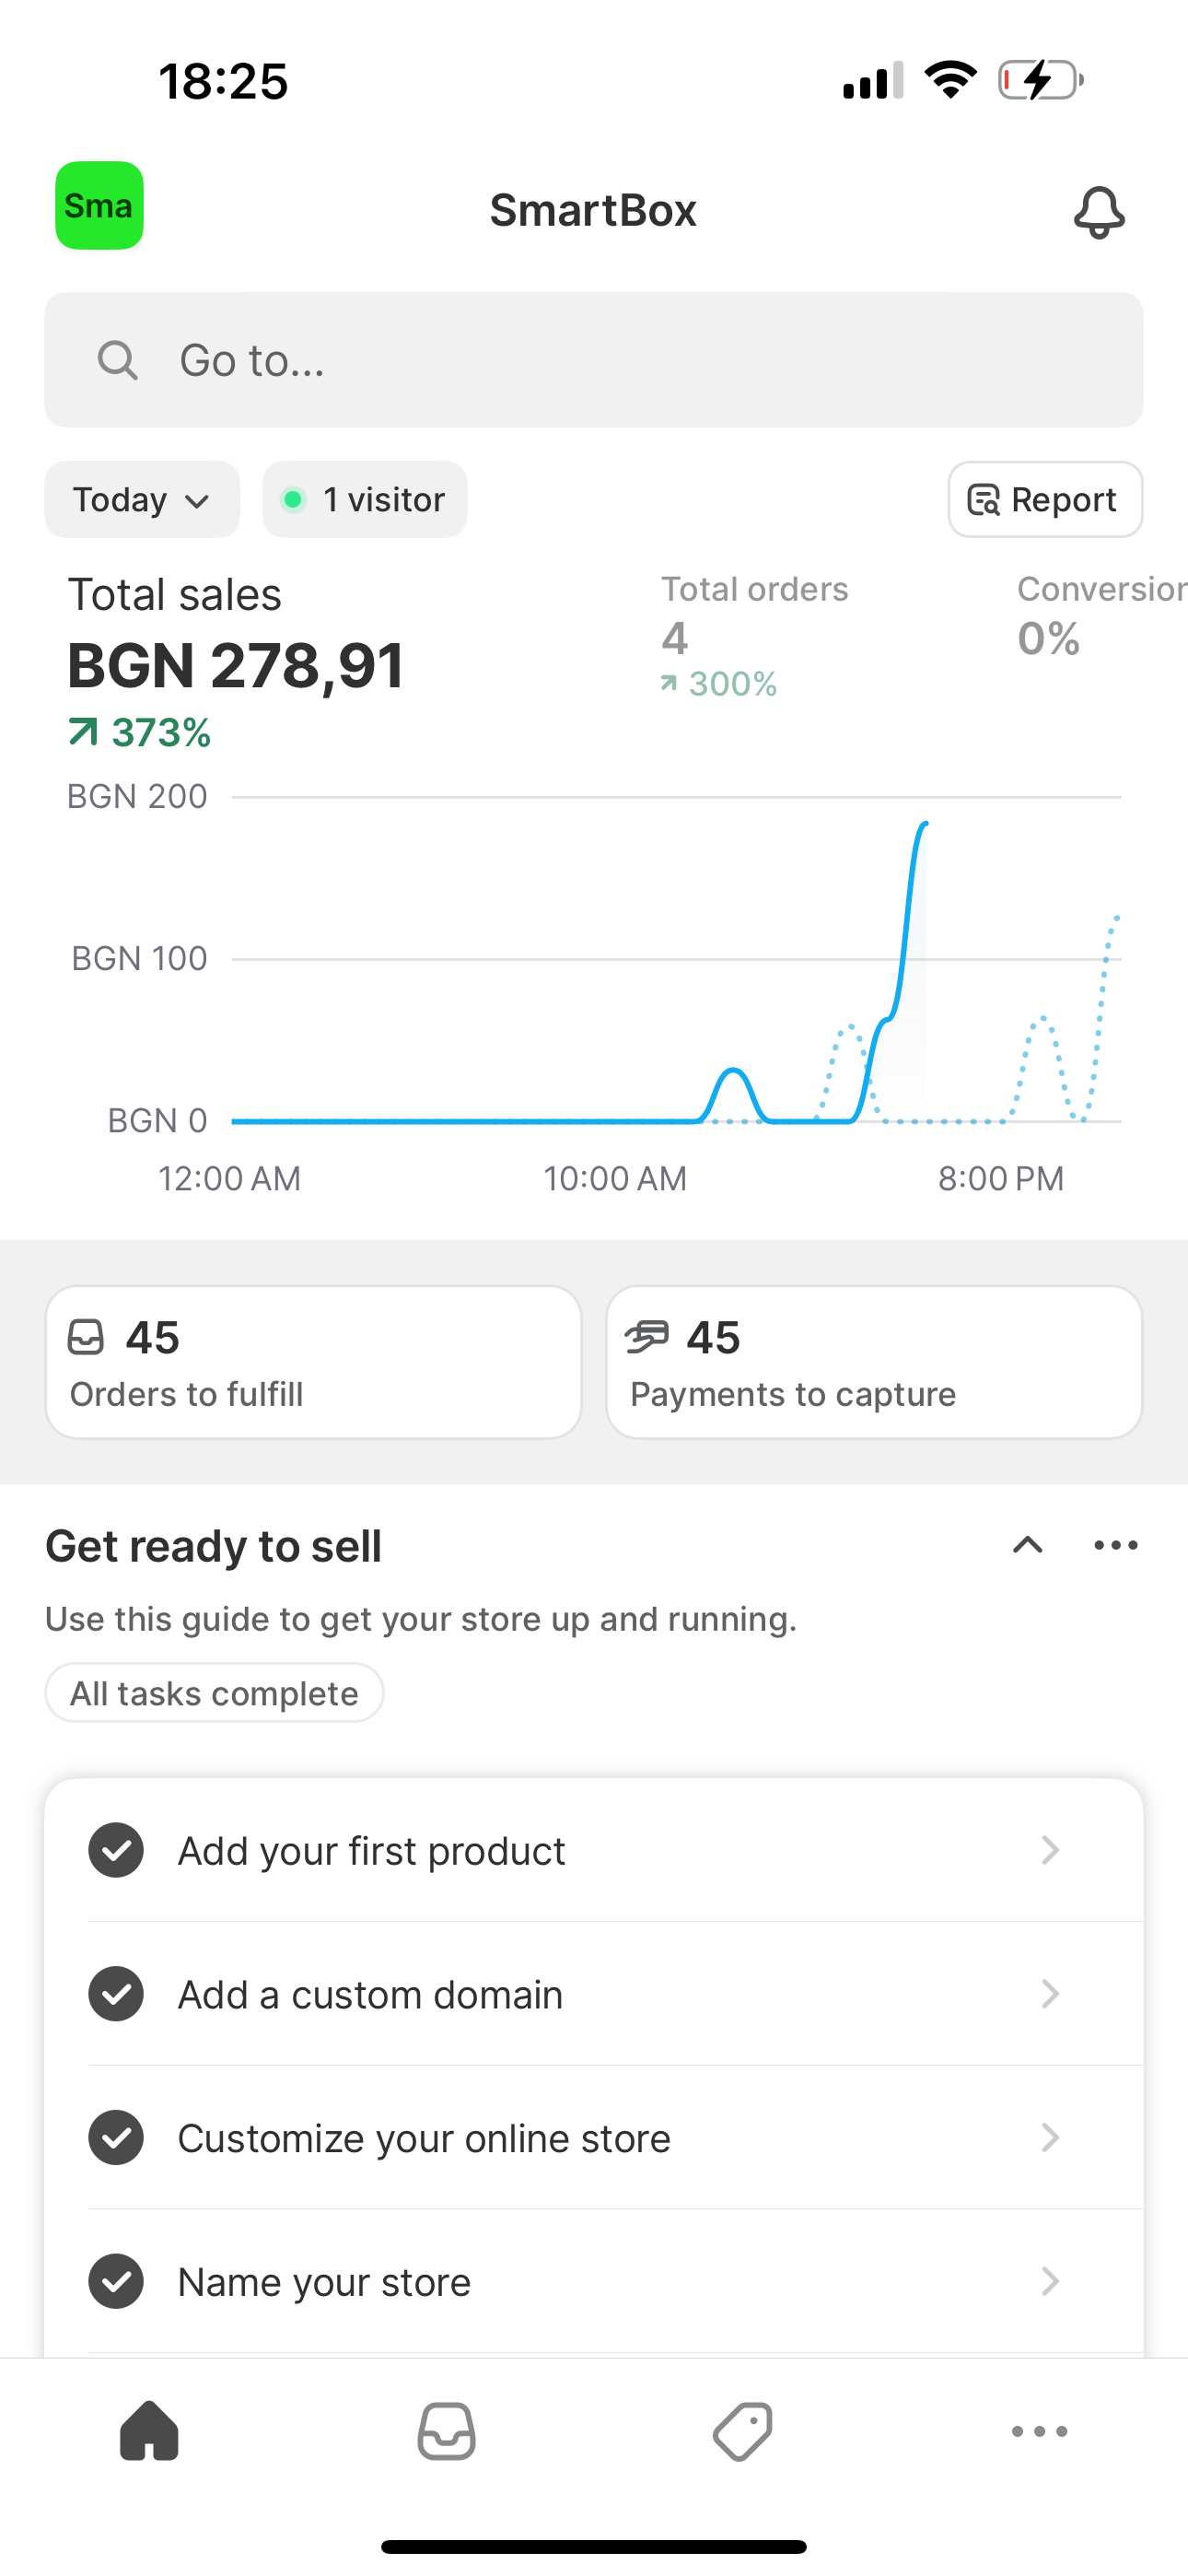 18:25
Sma
SmartBox
Go to...
Today
1 visitor
Report
Total sales
BGN 278,91
373%
Total orders
4
300%
Conversion
0%
BGN 200
BGN 100
BGN 0
12:00 AM
10:00 AM
8:00 PM
45
Orders to fulfill
45
Payments to capture
Get ready to sell
Use this guide to get your store up and running.
All tasks complete
Add your first product
Add a custom domain
Customize your online store
Name your store